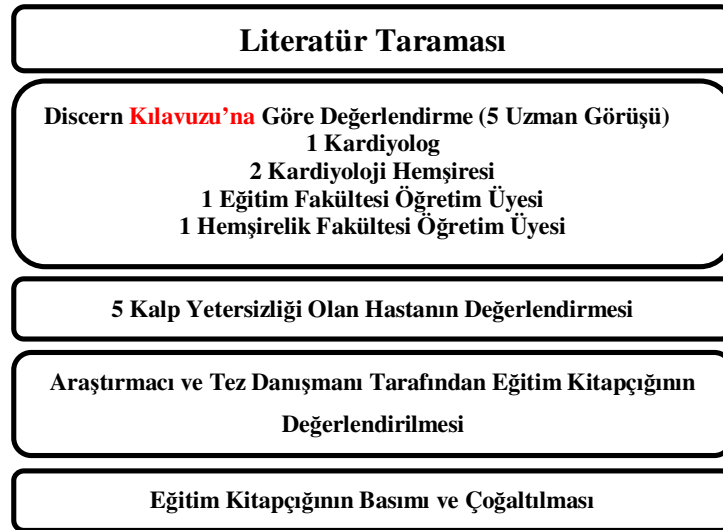 Literatür Taraması
Discern Kılavuzu’na Göre Değerlendirme (5 Uzman Görüşü)
1 Kardiyolog
2 Kardiyoloji Hemşiresi
1 Eğitim Fakültesi Öğretim Üyesi
1 Hemşirelik Fakültesi Öğretim Üyesi
5 Kalp Yetersizliği Olan Hastanın Değerlendirmesi
Araştırmacı ve Tez Danışmanı Tarafından Eğitim Kitapçığının
Değerlendirilmesi
Eğitim Kitapçığının Basımı ve Çoğaltılması